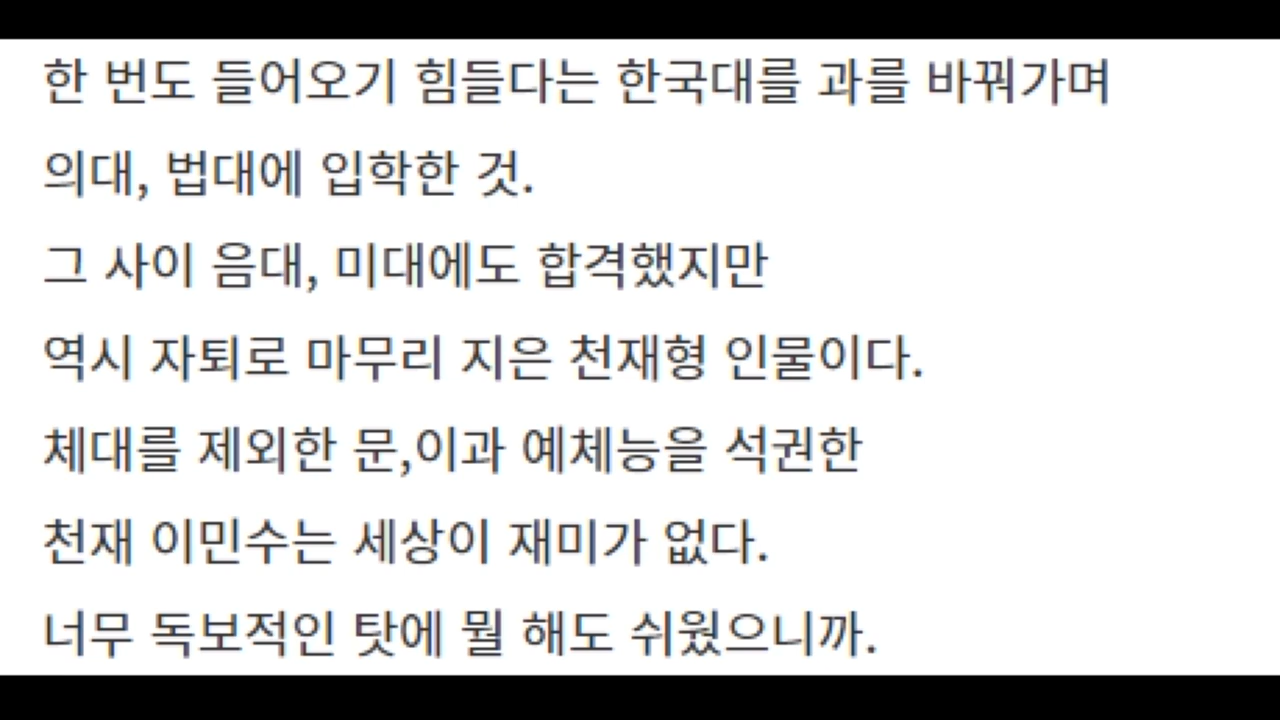 한 번도 들어오기 힘들다는 한국대를 과를 바꿔가며
의대, 법대에 입학한 것.
그 사이 음대, 미대에도 합격했지만
역시 자퇴로 마무리 지은 천재형 인물이다.
체대를 제외한 문,이과 예체능을 석권한
천재 이민수는 세상이 재미가 없다.
너무 독보적인 탓에 뭘 해도 쉬웠으니까.